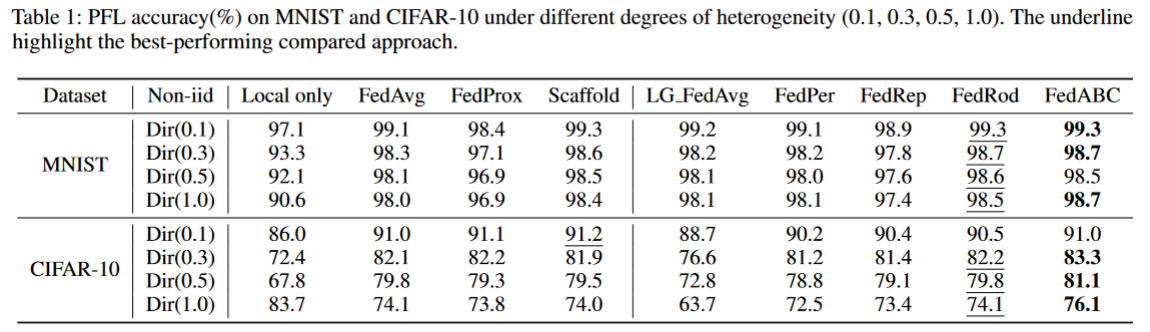 Table 1: PFL accuracy(%) on MNIST and CIFAR-10 under different degrees of heterogeneity (0.1, 0.3, 0.5, 1.0). The underline
highlight the best-performing compared approach.
Dataset Non-iid Local only FedAvg FedProx Scaffold LG_FedAvg FedPer FedRep FedRod FedABC
MNIST
Dir(0.1) 97.1 99.1 98.4 99.3 99.2 99.1 98.9 99.3 99.3
Dir(0.3) 93.3 98.3 97.1 98.6 98.2 98.2 97.8 98.7 98.7
Dir(0.5) 92.1 98.1 96.9 98.5 98.1 98.0 97.6 98.6 98.5
Dir(1.0) 90.6 98.0 96.9 98.4 98.1 98.1 97.4 98.5 98.7
CIFAR-10
Dir(0.1) 86.0 91.0 91.1 91.2 88.7 90.2 90.4 90.5 91.0
Dir(0.3) 72.4 82.1 82.2 81.9 76.6 81.2 81.4 82.2 83.3
Dir(0.5) 67.8 79.8 79.3 79.5 72.8 78.8 79.1 79.8 81.1
Dir(1.0) 83.7 74.1 73.8 74.0 63.7 72.5 73.4 74.1 76.1